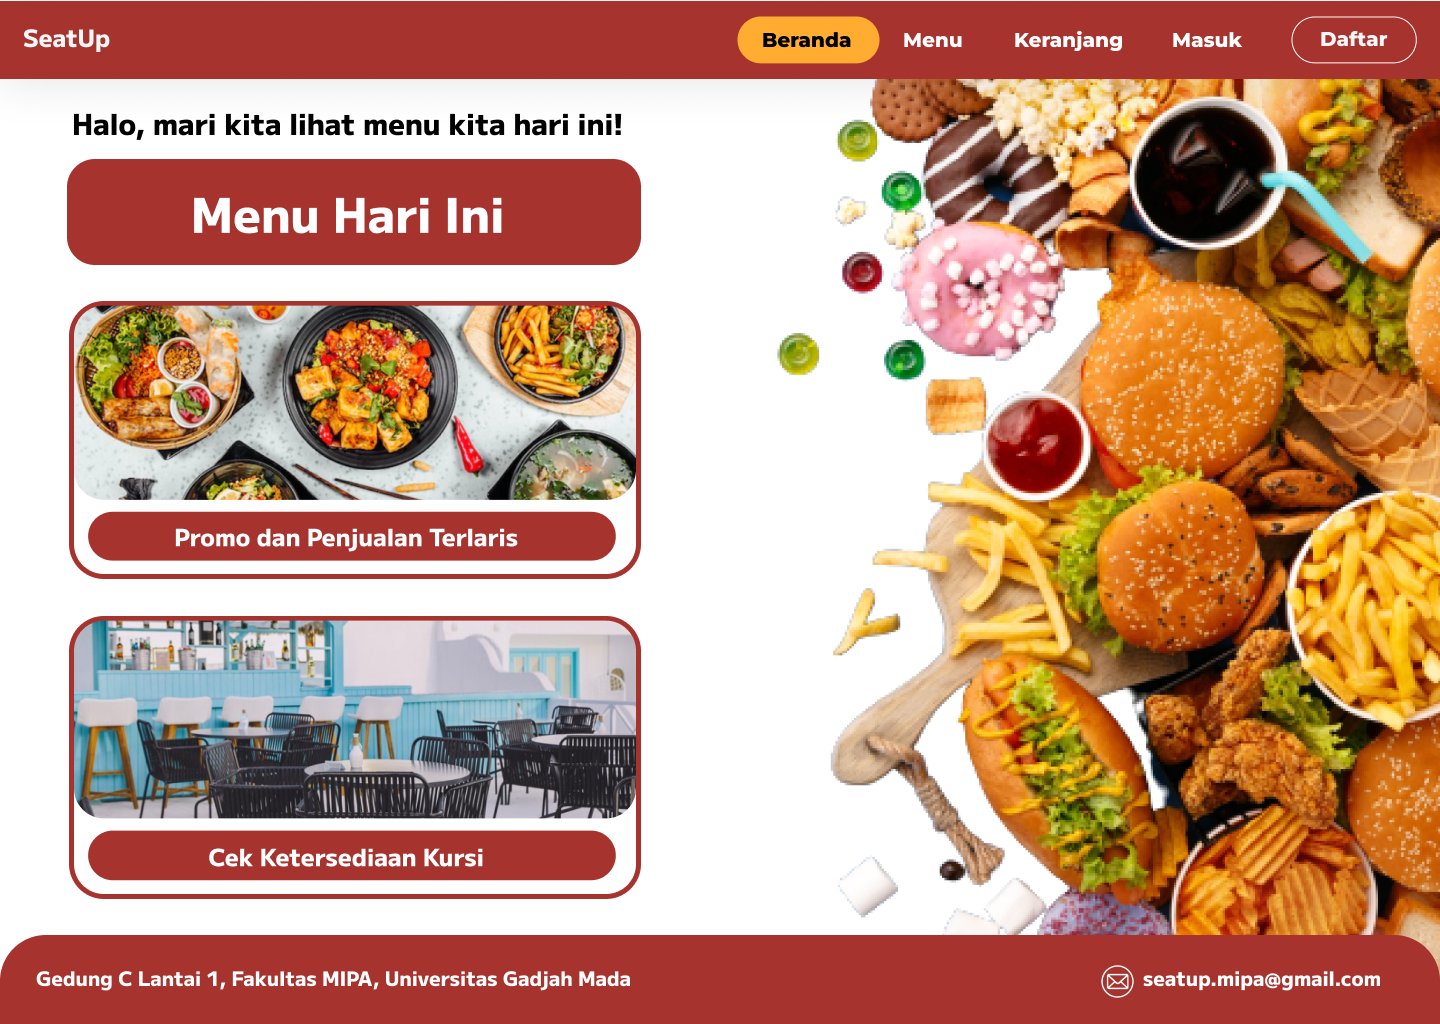 SeatUp
Beranda
Menu
Keranjang
Masuk
Daftar
Halo, mari kita lihat menu kita hari ini!
Menu Hari Ini
Promo dan Penjualan Terlaris
Cek Ketersediaan Kursi
Gedung C Lantai 1, Fakultas MIPA, Universitas Gadjah Mada
seatup.mipa@gmail.com